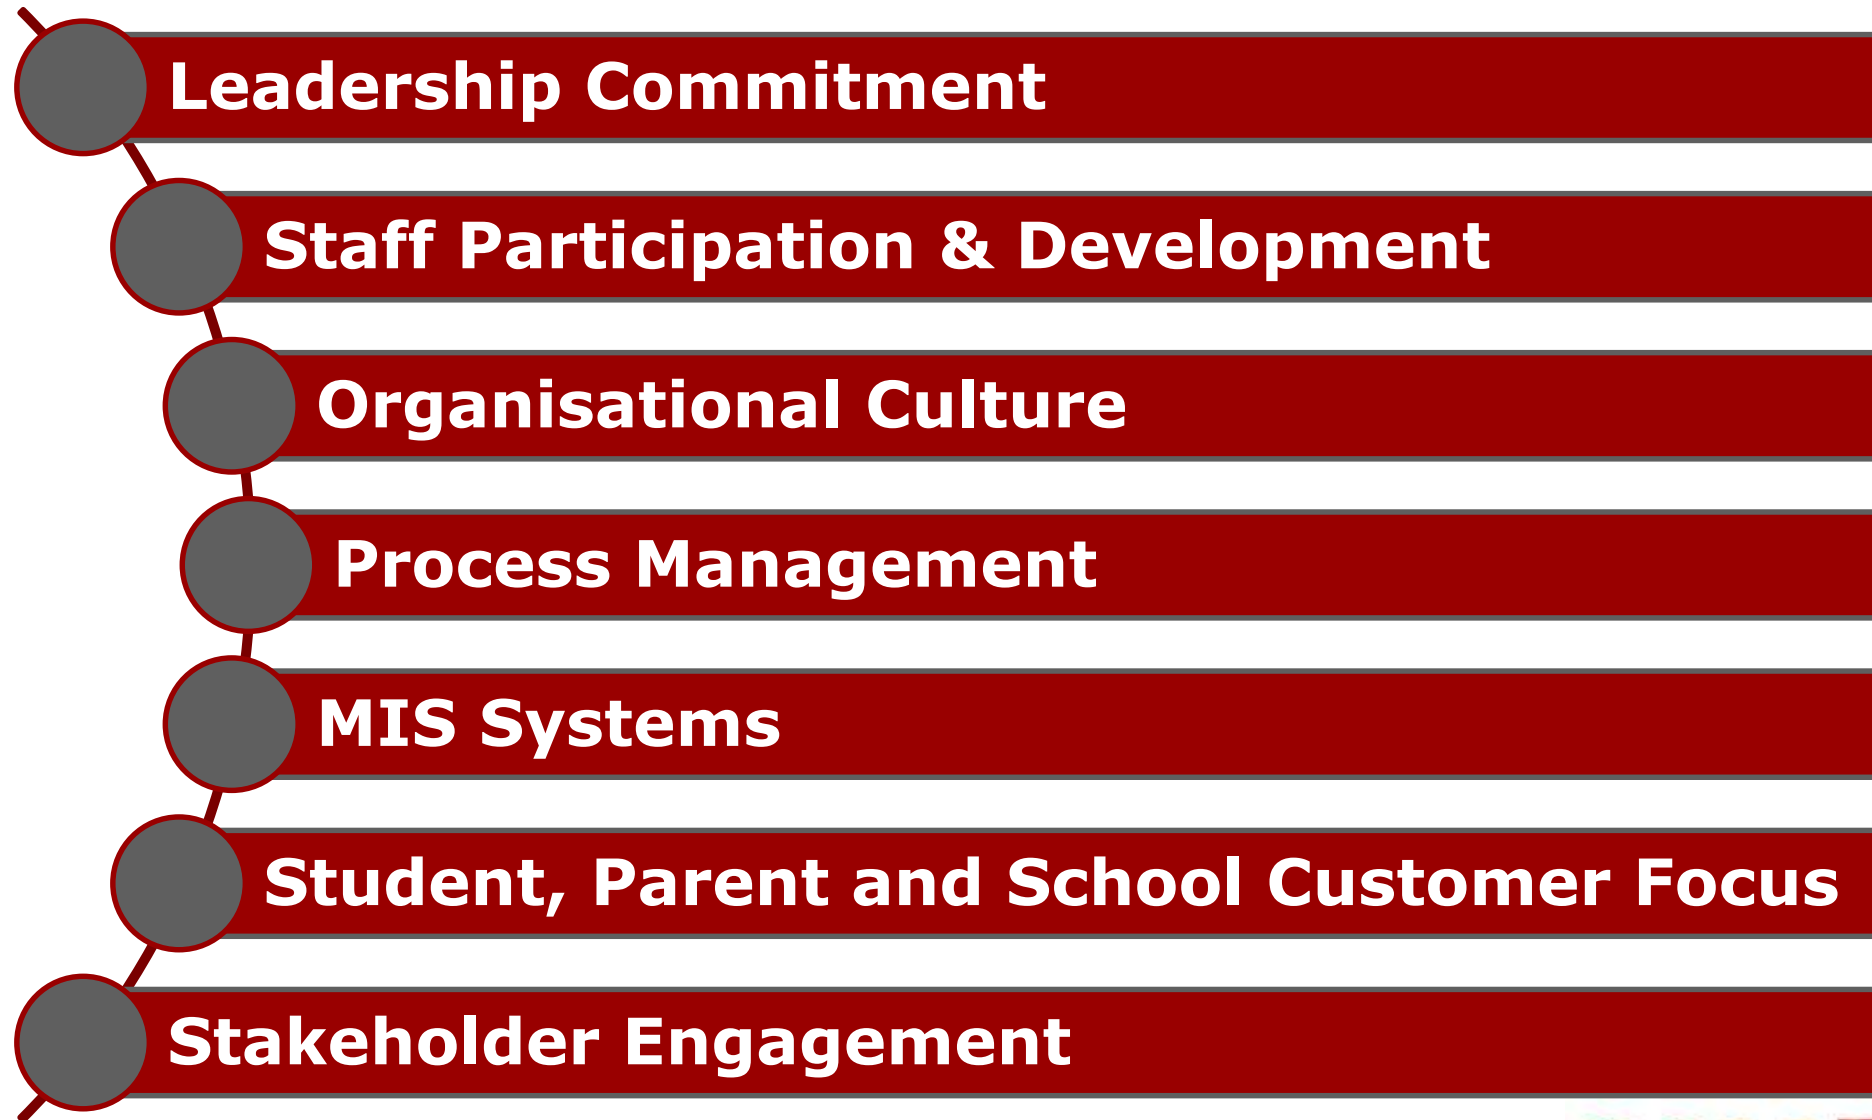 Leadership Commitment
Staff Participation & Development
Organisational Culture
Process Management
MIS Systems
Student, Parent and School Customer Focus
Stakeholder Engagement